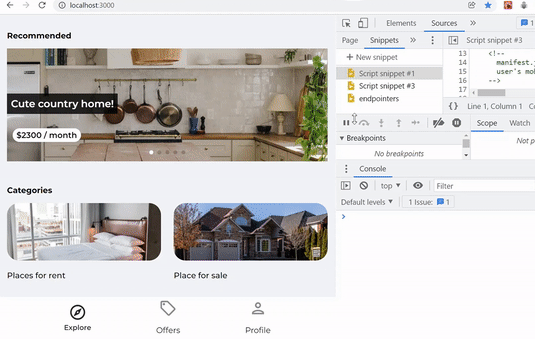 localhost:3000
Recommended
Cute country home!
$2300 / month
Categories
Places for rent
Place for sale
Explore
Offers
Profile
Elements
Sources
1
Page
Snippets
Script snippet #3
New snippet
Script snippet #1
Script snippet #3
endpointers
13 <!--
14 manifest.j
15 user's mob
16 -->
17
{} Line 1, Column 1
Scope
Watch
Breakpoints
No breakpoints
Not p
Console
top
Filter
Default levels
1 Issue: 1